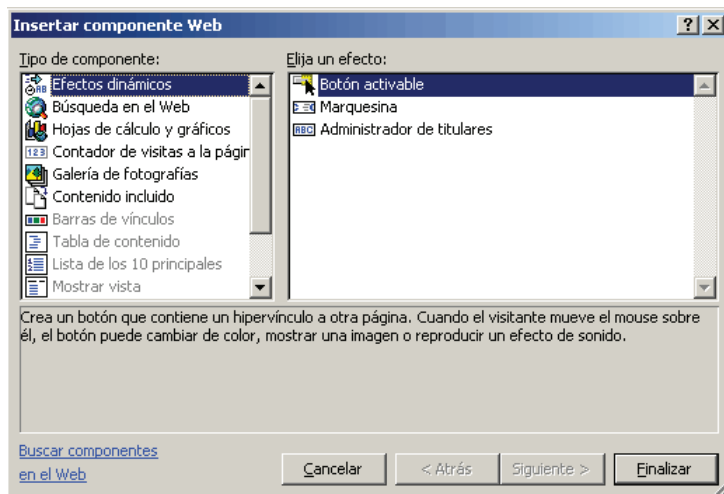 Insertar componente Web
Tipo de componente:
Elija un efecto:
Efectos dinámicos
Búsqueda en el Web
Hojas de cálculo y gráficos
123 Contador de visitas a la págir
Galería de fotografías
Contenido incluido
Barras de vínculos
Tabla de contenido
Lista de los 10 principales
Mostrar vista
Botón activable
Marquesina
ABC Administrador de titulares
Crea un botón que contiene un hipervínculo a otra página. Cuando el visitante mueve el mouse sobre
él, el botón puede cambiar de color, mostrar una imagen o reproducir un efecto de sonido.
Buscar componentes
en el Web
Cancelar
< Atrás
Siguiente >
Finalizar